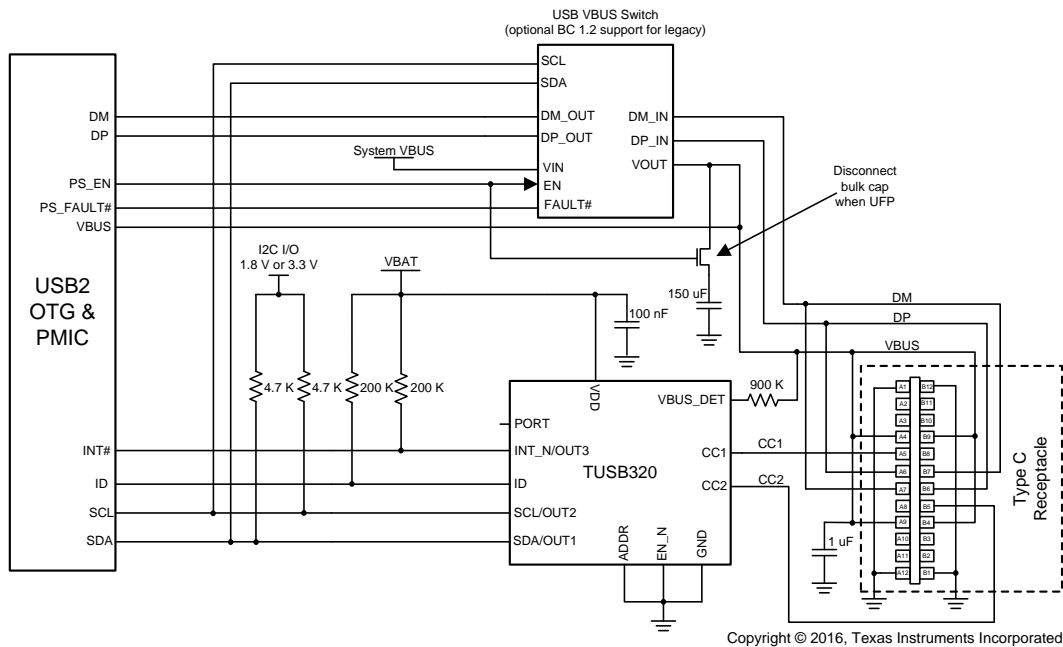 USB VBUS Switch
(optional BC 1.2 support for legacy)
SCL
SDA
DM
DM_OUT
DM_IN
DP
DP_OUT
DP_IN
System VBUS
VIN
VOUT
PS_EN
EN
PS_FAULT#
FAULT#
VBUS
Disconnect
bulk cap
when UFP
USB2
OTG &
PMIC
I2C I/O
1.8 V or 3.3 V
VBAT
150 uF
100 nF
DM
DP
VBUS
4.7 K
4.7 K
200 K
200 K
VDD
VBUS_DET
900 K
PORT
INT#
INT_N/OUT3
CC1
CC1
ID
ID
TUSB320
CC2
CC2
SCL
SCL/OUT2
SDA
SDA/OUT1
ADDR
EN_N
GND
1 uF
A1
B12
A2
B11
A3
B10
A4
B9
A5
B8
A6
B7
A7
B6
A8
B5
A9
B4
A10
B3
A11
B2
A12
B1
Type C
Receptacle
Copyright © 2016, Texas Instruments Incorporated